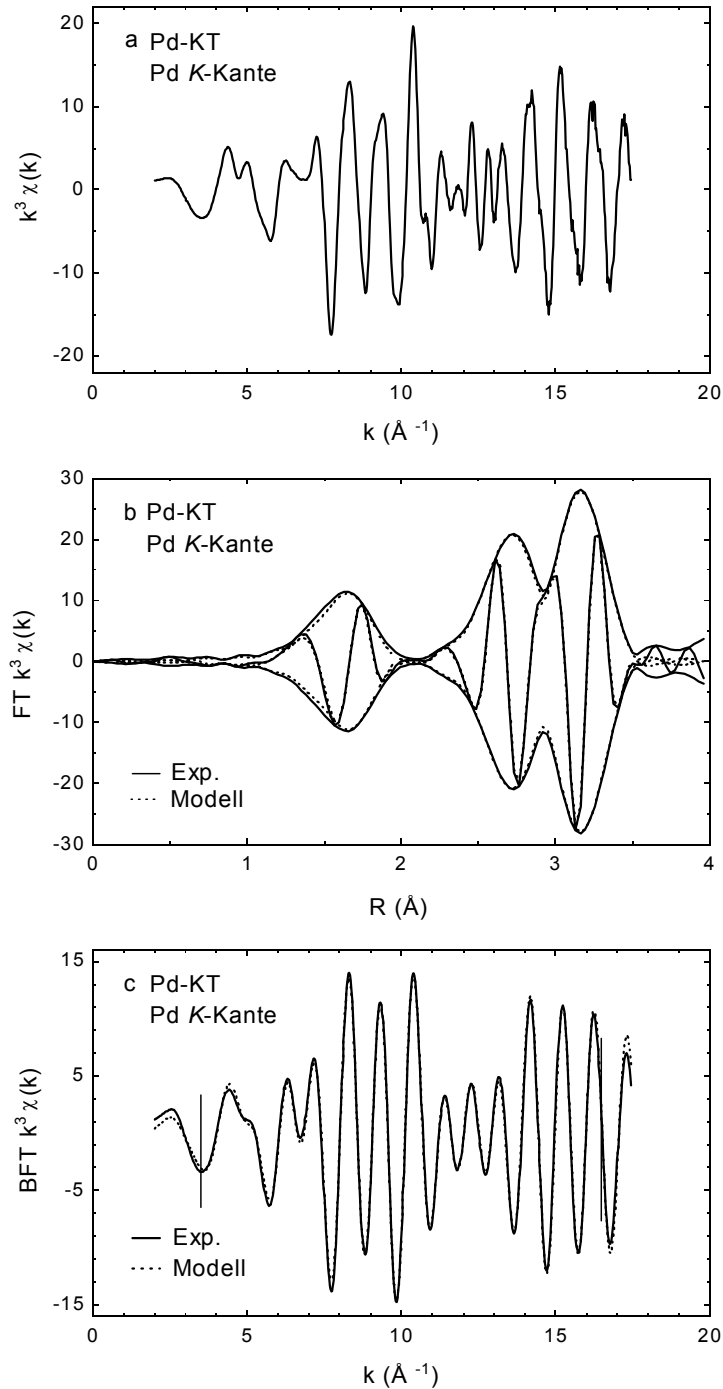 a Pd-KT
Pd K-Kante
20
10
0
-10
-20
k³ χ(k)
0 5 10 15 20
k (Å ⁻¹)
b Pd-KT
Pd K-Kante
30
20
10
0
-10
-20
-30
FT k³ χ(k)
Exp.
Modell
0 1 2 3 4
R (Å)
c Pd-KT
Pd K-Kante
15
5
-5
-15
BFT k³ χ(k)
Exp.
Modell
0 5 10 15 20
k (Å ⁻¹)